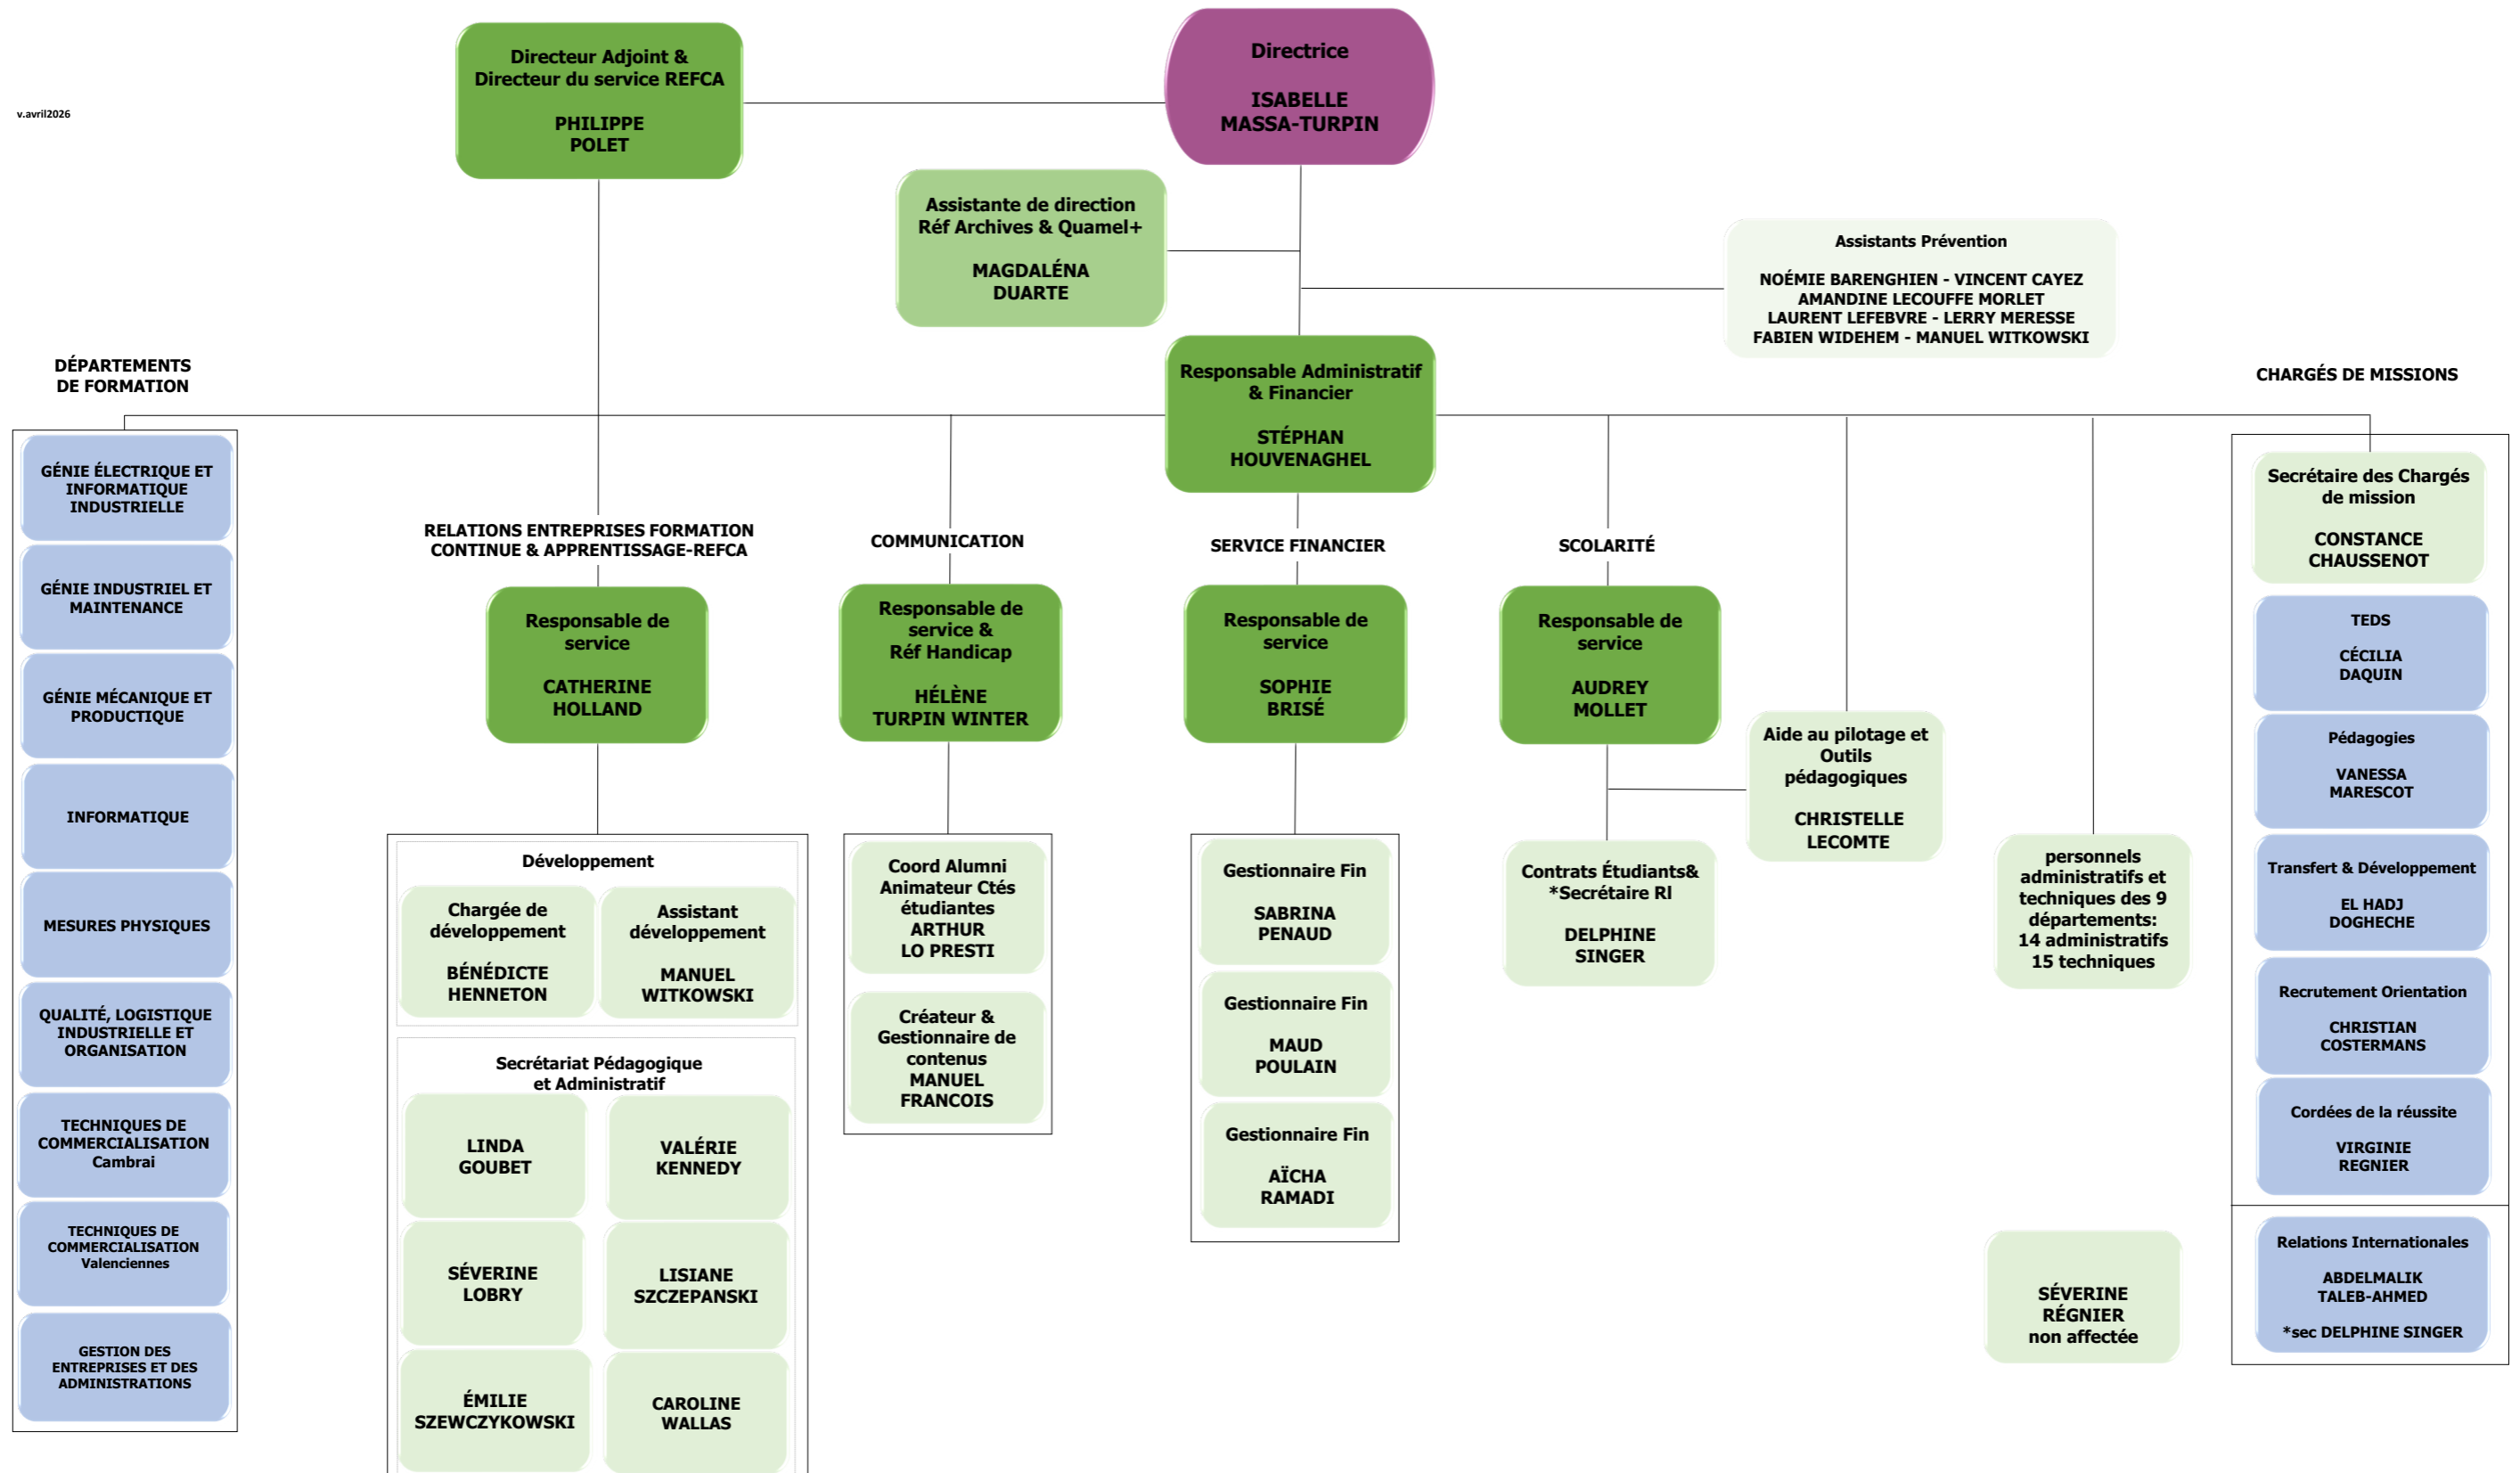 v.avril2026
Directeur Adjoint &
Directeur du service REFCA
PHILIPPE
POLET
Directrice
ISABELLE
MASSA-TURPIN
Assistante de direction
Réf Archives & Quamel+
MAGDALÉNA
DUARTE
Assistants Prévention
NOÉMIE BARENGHIEN - VINCENT CAYEZ
AMANDINE LECOUFFE MORLET
LAURENT LEFEBVRE - LERRY MERESSE
FABIEN WIDEHEM - MANUEL WITKOWSKI
Responsable Administratif
& Financier
STÉPHAN
HOUVENAGHEL
DÉPARTEMENTS
DE FORMATION
GÉNIE ÉLECTRIQUE ET
INFORMATIQUE
INDUSTRIELLE
GÉNIE INDUSTRIEL ET
MAINTENANCE
GÉNIE MÉCANIQUE ET
PRODUCTIQUE
INFORMATIQUE
MESURES PHYSIQUES
QUALITÉ, LOGISTIQUE
INDUSTRIELLE ET
ORGANISATION
TECHNIQUES DE
COMMERCIALISATION
Cambrai
TECHNIQUES DE
COMMERCIALISATION
Valenciennes
GESTION DES
ENTREPRISES ET DES
ADMINISTRATIONS
RELATIONS ENTREPRISES FORMATION
CONTINUE & APPRENTISSAGE-REFCA
Responsable de
service
CATHERINE
HOLLAND
Développement
Chargée de
développement
BÉNÉDICTE
HENNETON
Assistant
développement
MANUEL
WITKOWSKI
Secrétariat Pédagogique
et Administratif
LINDA
GOUBET
VALÉRIE
KENNEDY
SÉVERINE
LOBRY
LISIANE
SZCZEPANSKI
ÉMILIE
SZEWCZYKOWSKI
CAROLINE
WALLAS
COMMUNICATION
Responsable de
service &
Réf Handicap
HÉLÈNE
TURPIN WINTER
Coord Alumni
Animateur Ctés
étudiantes
ARTHUR
LO PRESTI
Créateur &
Gestionnaire de
contenus
MANUEL
FRANCOIS
SERVICE FINANCIER
Responsable de
service
SOPHIE
BRISÉ
Gestionnaire Fin
SABRINA
PENAUD
Gestionnaire Fin
MAUD
POULAIN
Gestionnaire Fin
AÏCHA
RAMADI
SCOLARITÉ
Responsable de
service
AUDREY
MOLLET
Contrats Étudiants&
*Secrétaire RI
DELPHINE
SINGER
Aide au pilotage et
Outils
pédagogiques
CHRISTELLE
LECOMTE
personnels
administratifs et
techniques des 9
départements:
14 administratifs
15 techniques
SÉVERINE
RÉGNIER
non affectée
CHARGÉS DE MISSIONS
Secrétaire des Chargés
de mission
CONSTANCE
CHAUSSENOT
TEDS
CÉCILIA
DAQUIN
Pédagogies
VANESSA
MARESCOT
Transfert & Développement
EL HADJ
DOGHECHE
Recrutement Orientation
CHRISTIAN
COSTERMANS
Cordées de la réussite
VIRGINIE
REGNIER
Relations Internationales
ABDELMALIK
TALEB-AHMED
*sec DELPHINE SINGER